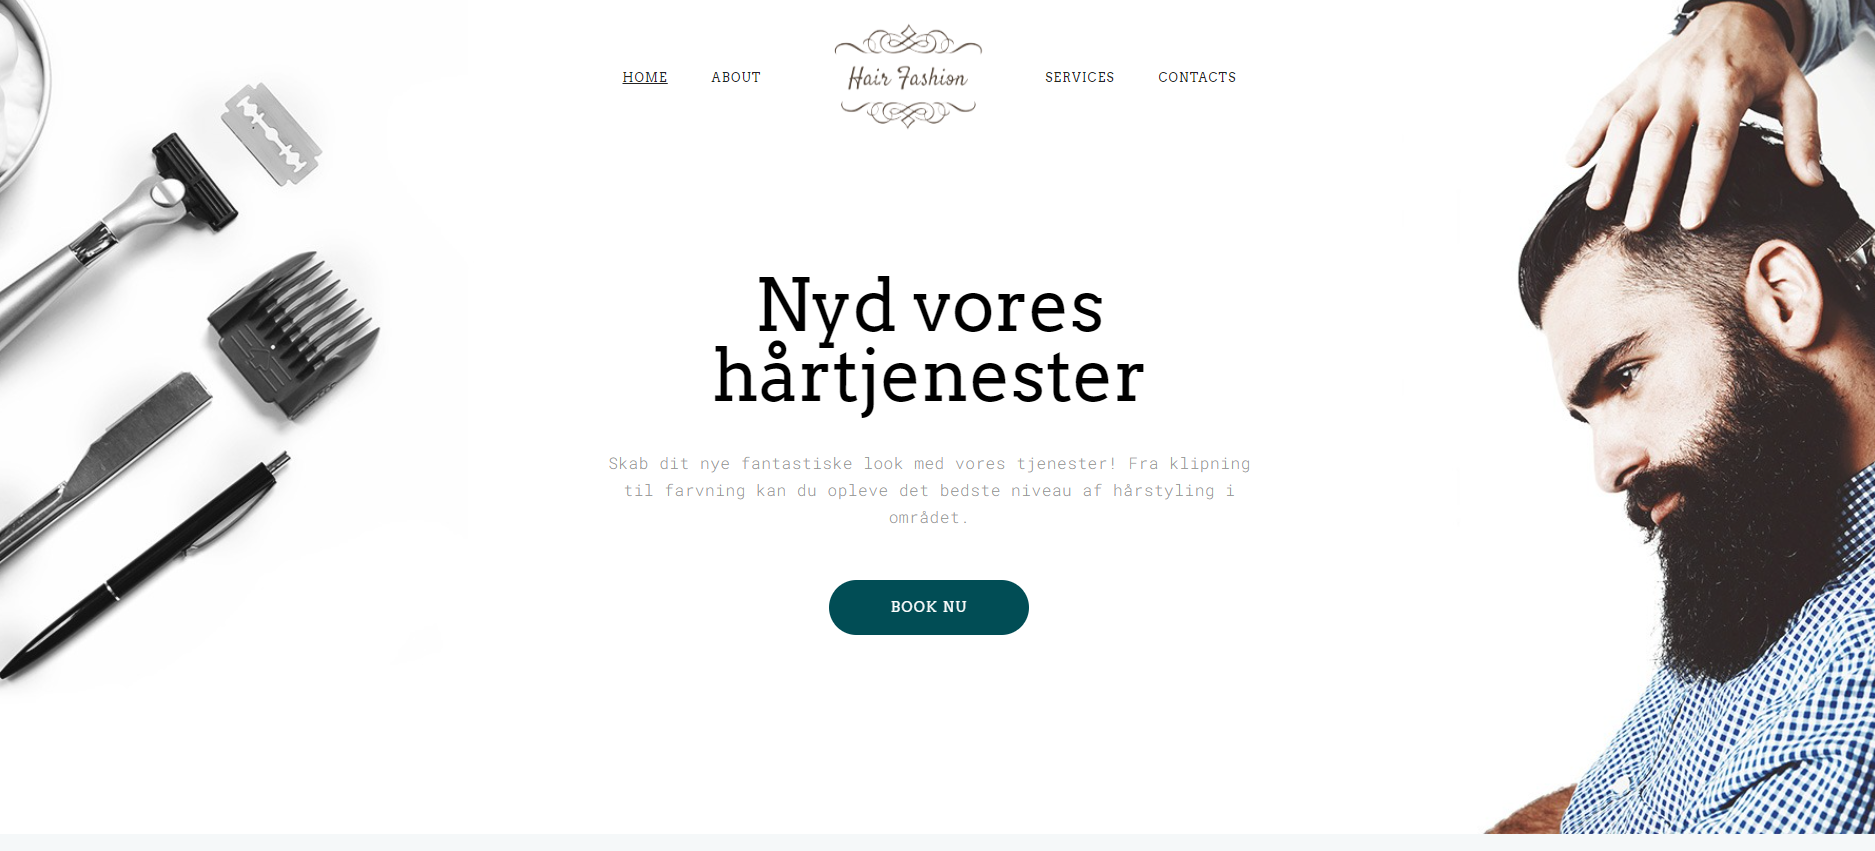 HOME
ABOUT
Hair Fashion
SERVICES
CONTACTS
Nyd vores
hårtjenester
Skab dit nye fantastiske look med vores tjenester! Fra klipning
til farvning kan du opleve det bedste niveau af hårstyling i
området.
BOOK NU